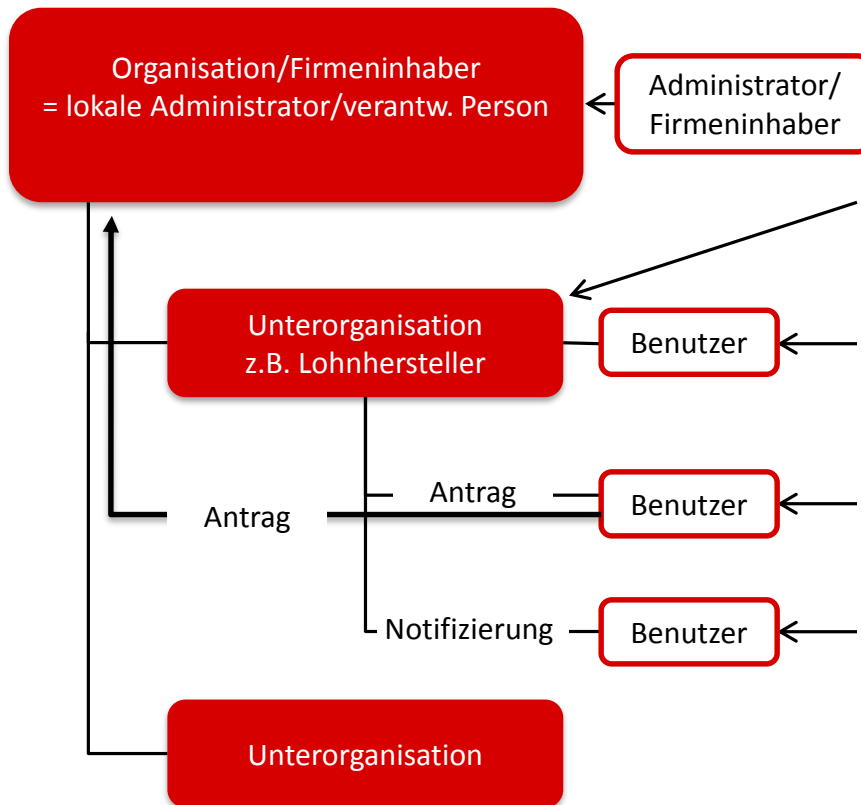 Organisation/Firmeninhaber
= lokale Administrator/verantw. Person
Administrator/
Firmeninhaber
Unterorganisation
z.B. Lohnhersteller
Benutzer
Antrag
Benutzer
Antrag
Notifizierung
Benutzer
Unterorganisation